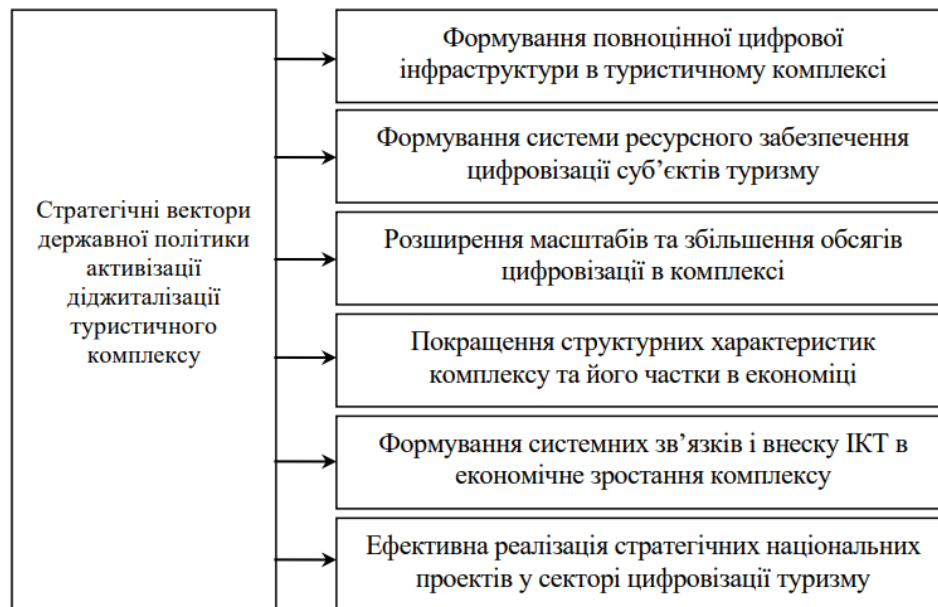 Стратегічні вектори
державної політики
активізації
діджиталізації
туристичного
комплексу
Формування повноцінної цифрової
інфраструктури в туристичному комплексі
Формування системи ресурсного забезпечення
цифровізації суб’єктів туризму
Розширення масштабів та збільшення обсягів
цифровізації в комплексі
Покращення структурних характеристик
комплексу та його частки в економіці
Формування системних зв’язків і внеску ІКТ в
економічне зростання комплексу
Ефективна реалізація стратегічних національних
проектів у секторі цифровізації туризму